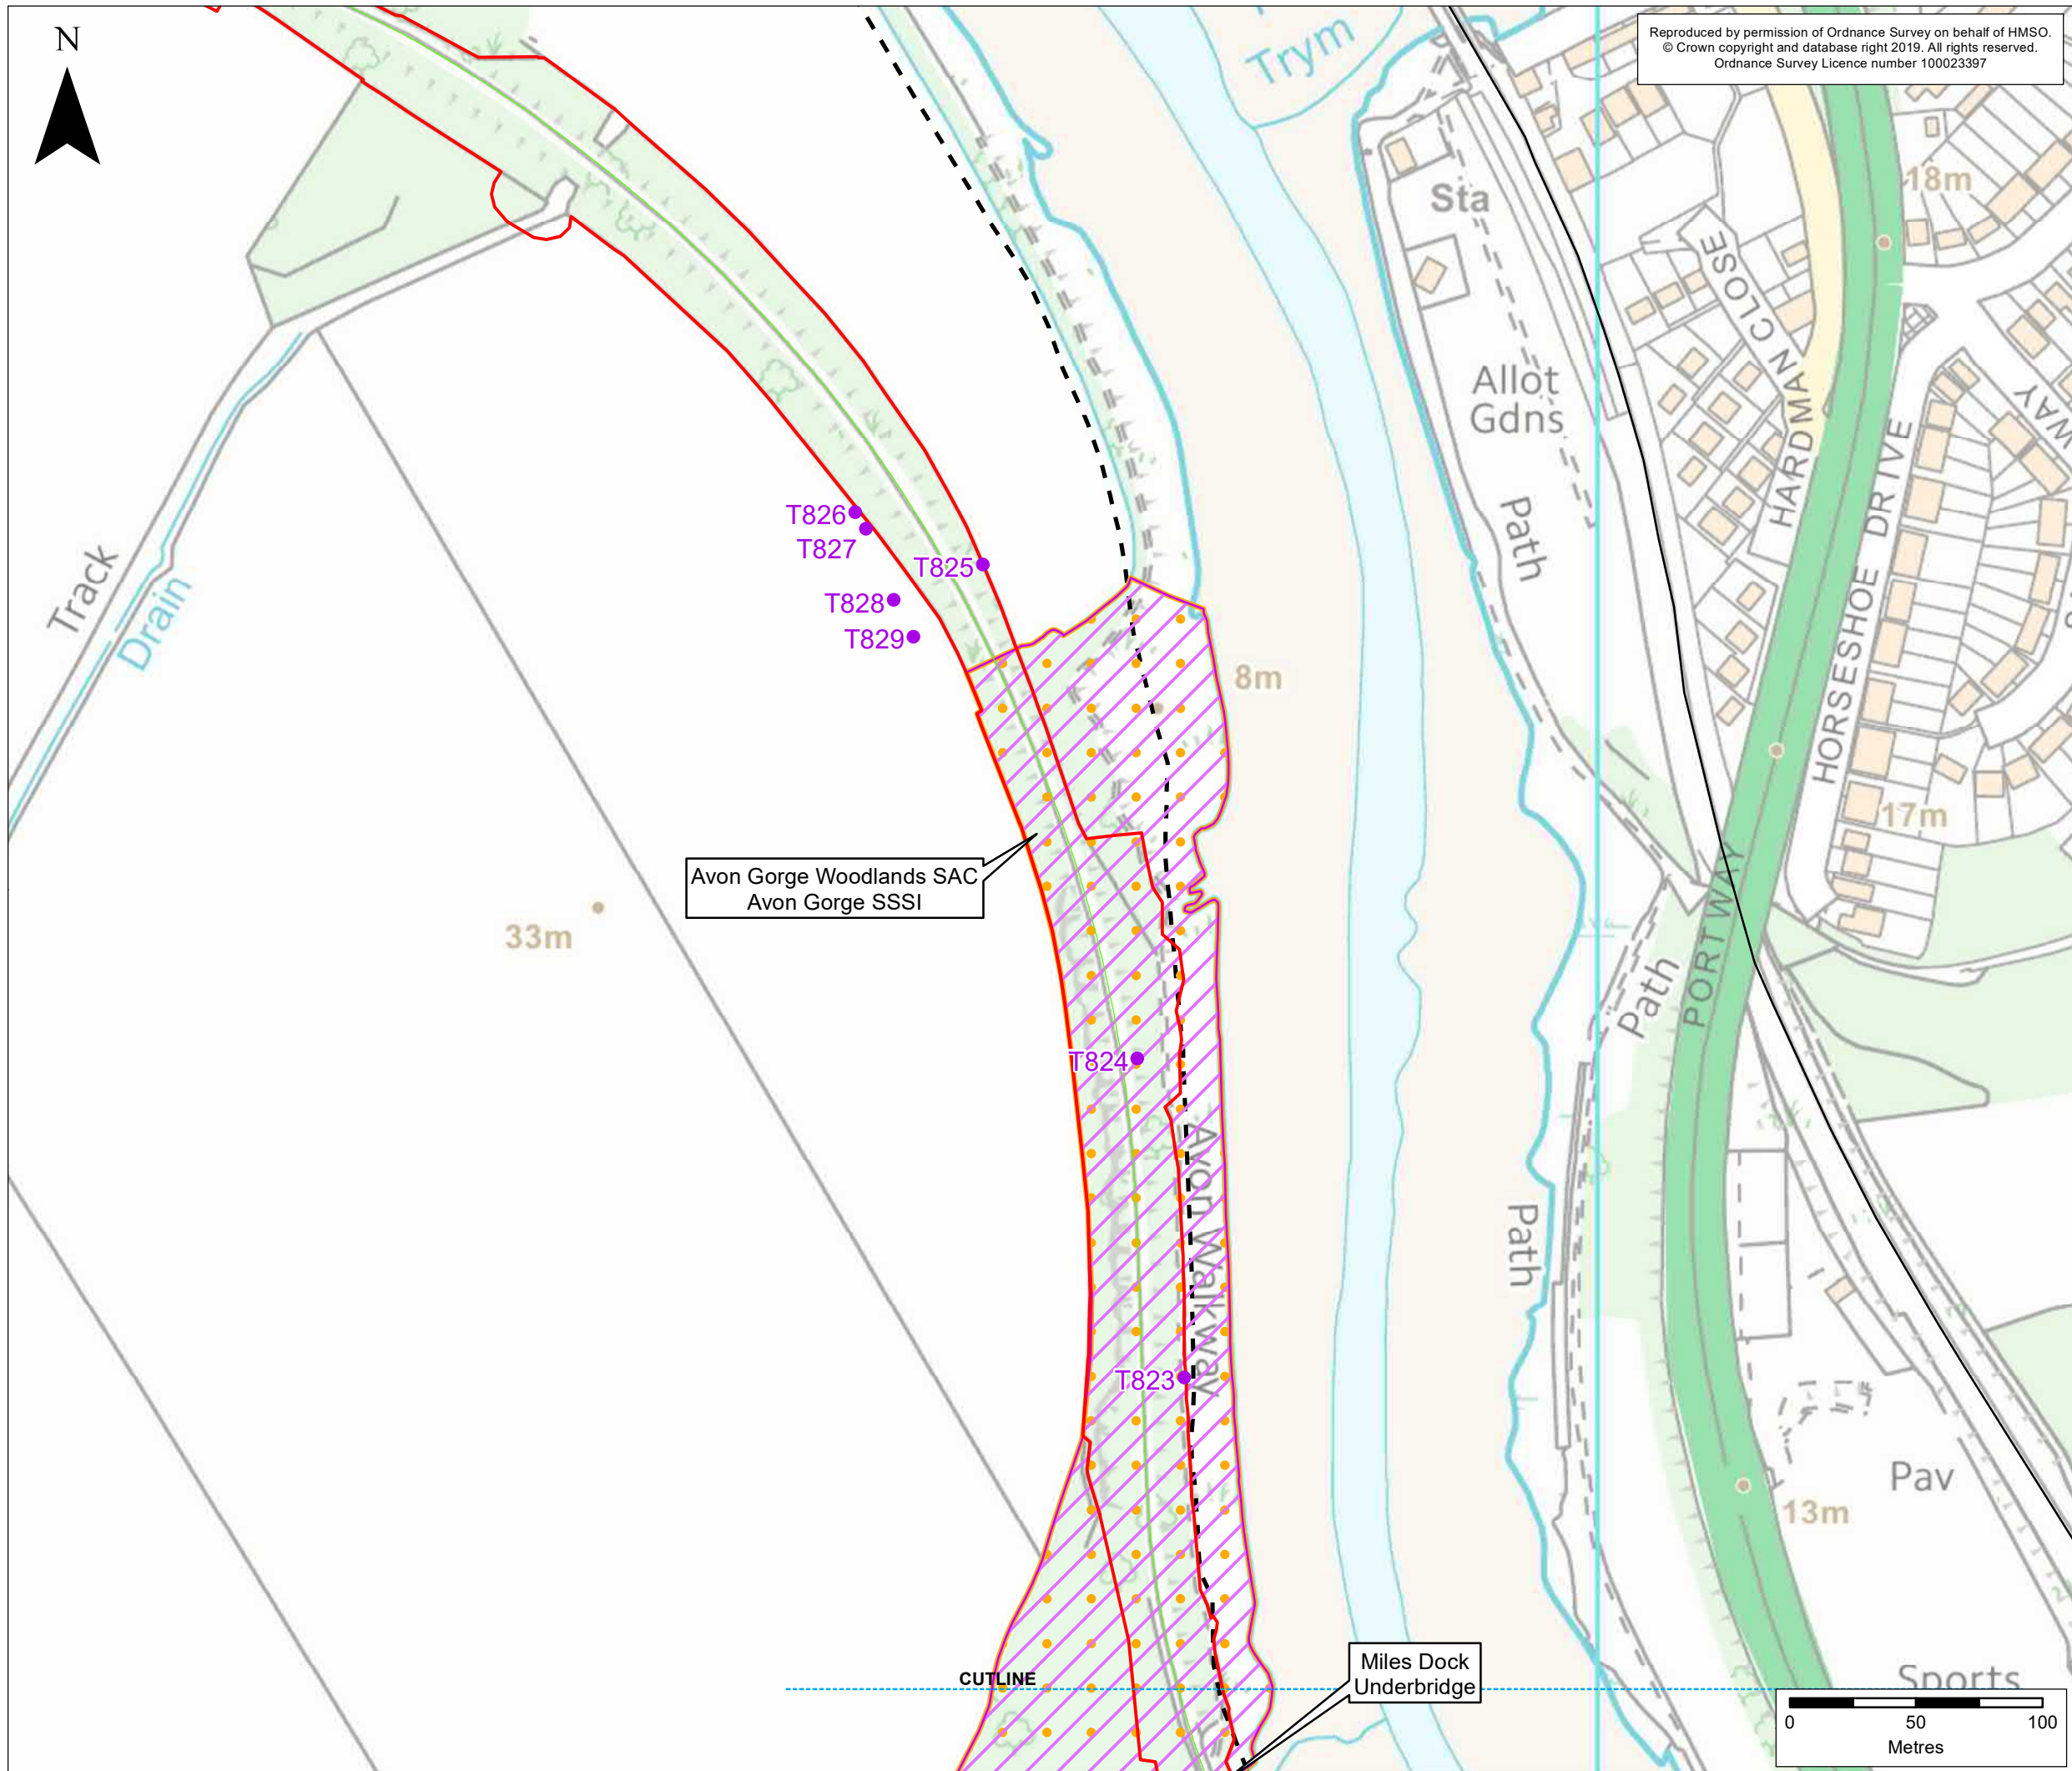 N
Reproduced by permission of Ordnance Survey on behalf of HMSO.
© Crown copyright and database right 2019. All rights reserved.
Ordnance Survey Licence number 100023397
Trym
18m
Sta
HARDMAN CLOSE
Allot
Gdns
WAY
HORSESHOE DRIVE
Path
T826
T827
T825
T828
T829
Track
Drain
8m
17m
Avon Gorge Woodlands SAC
Avon Gorge SSSI
33m
PORTWAY
Path
T824
Avon Walkway
Path
T823
Pav
13m
CUTLINE
Miles Dock
Underbridge
Sports
0 50 100
Metres